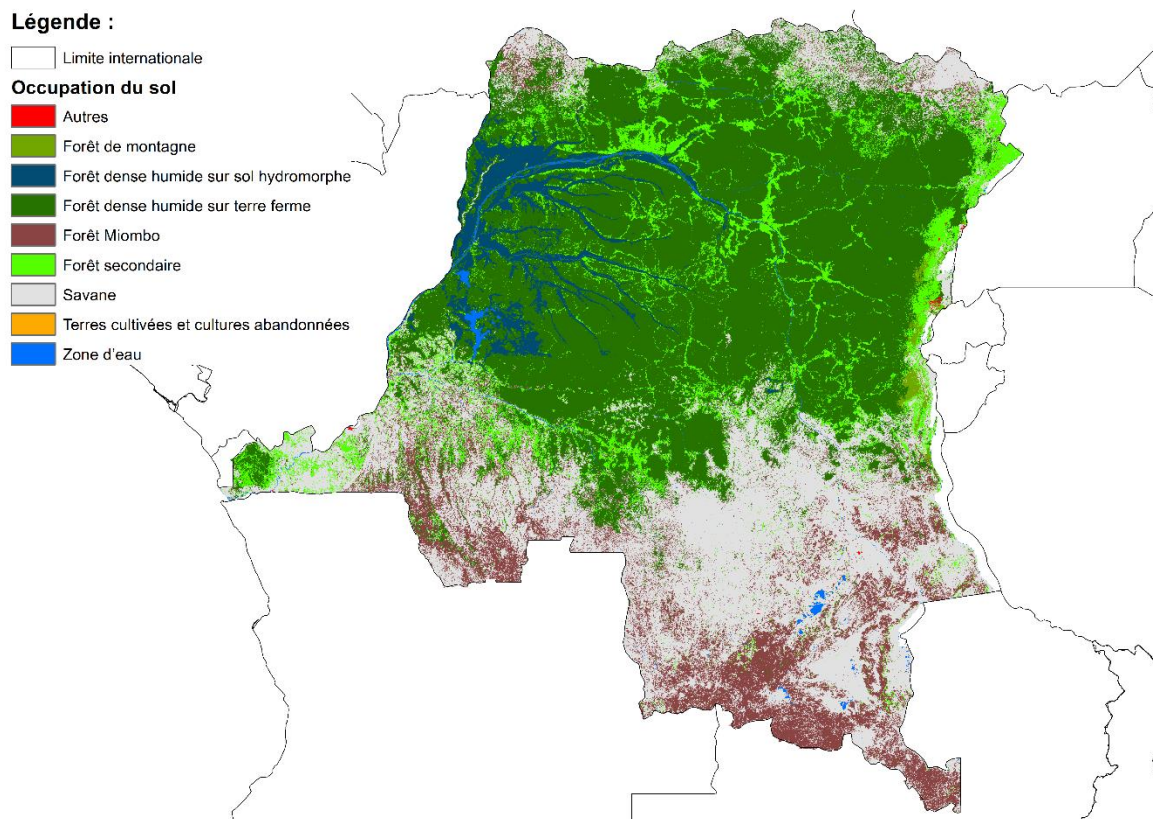 Légende :
Limite internationale
Occupation du sol
Autres
Forêt de montagne
Forêt dense humide sur sol hydromorphe
Forêt dense humide sur terre ferme
Forêt Miombo
Forêt secondaire
Savane
Terres cultivées et cultures abandonnées
Zone d'eau